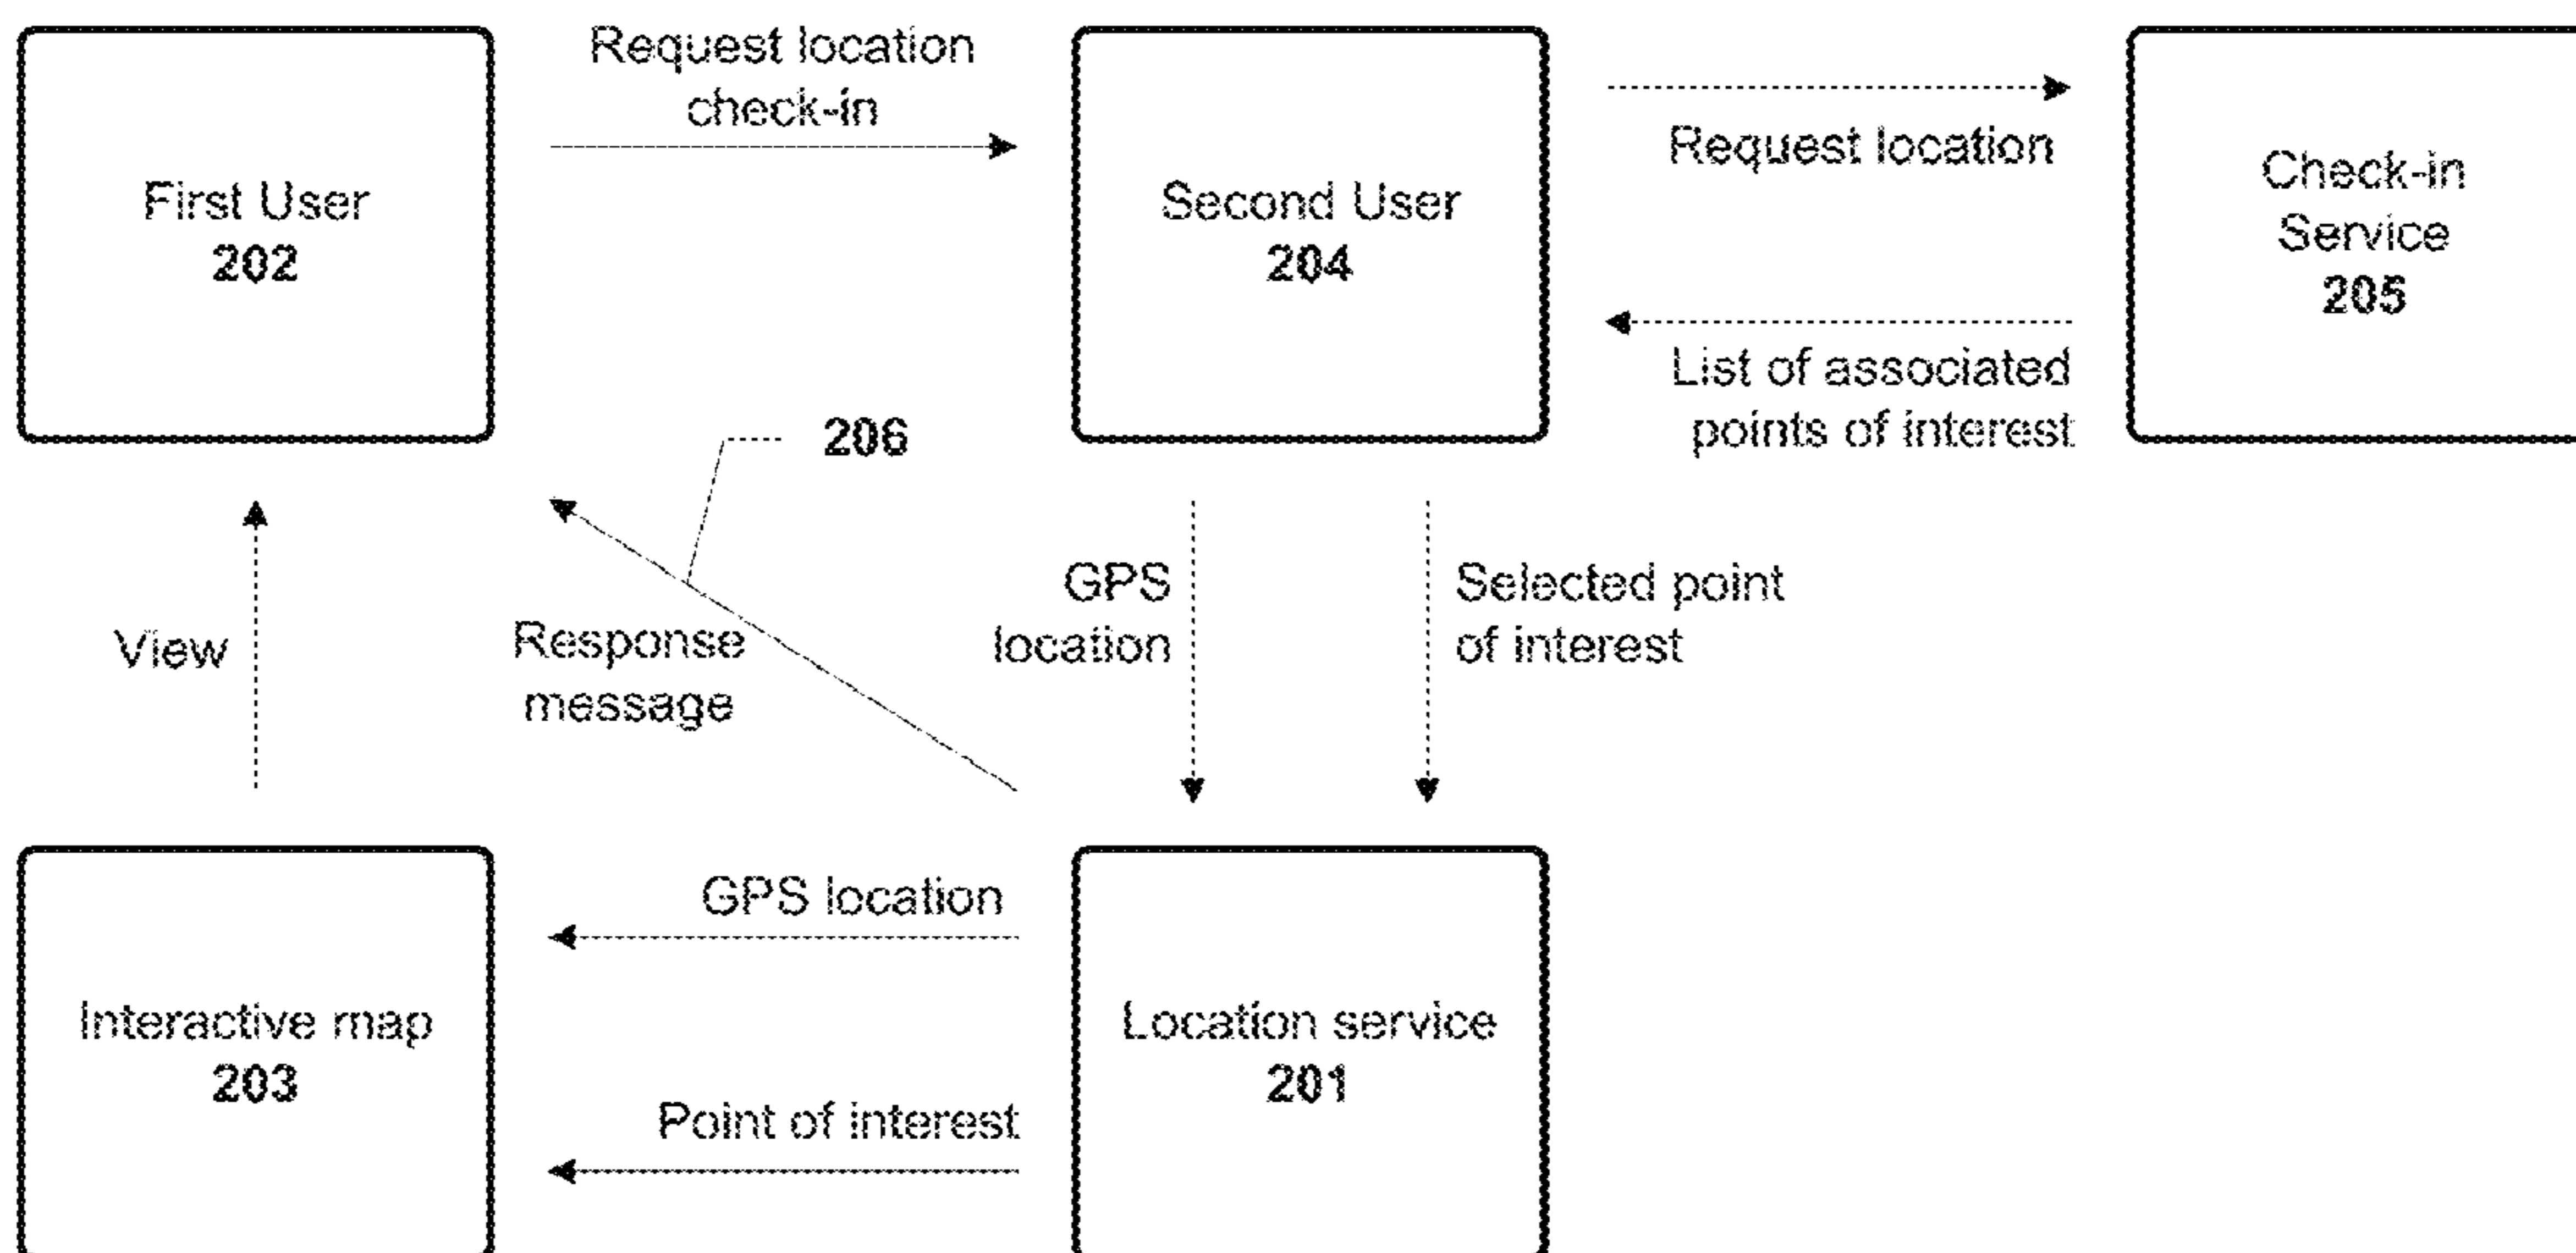 Request location
check-in
First User
202
Second User
204
Request location
Check-in
Service
205
List of associated
points of interest
206
View
Response
message
GPS
location
Selected point
of interest
GPS location
Interactive map
203
Location service
201
Point of interest